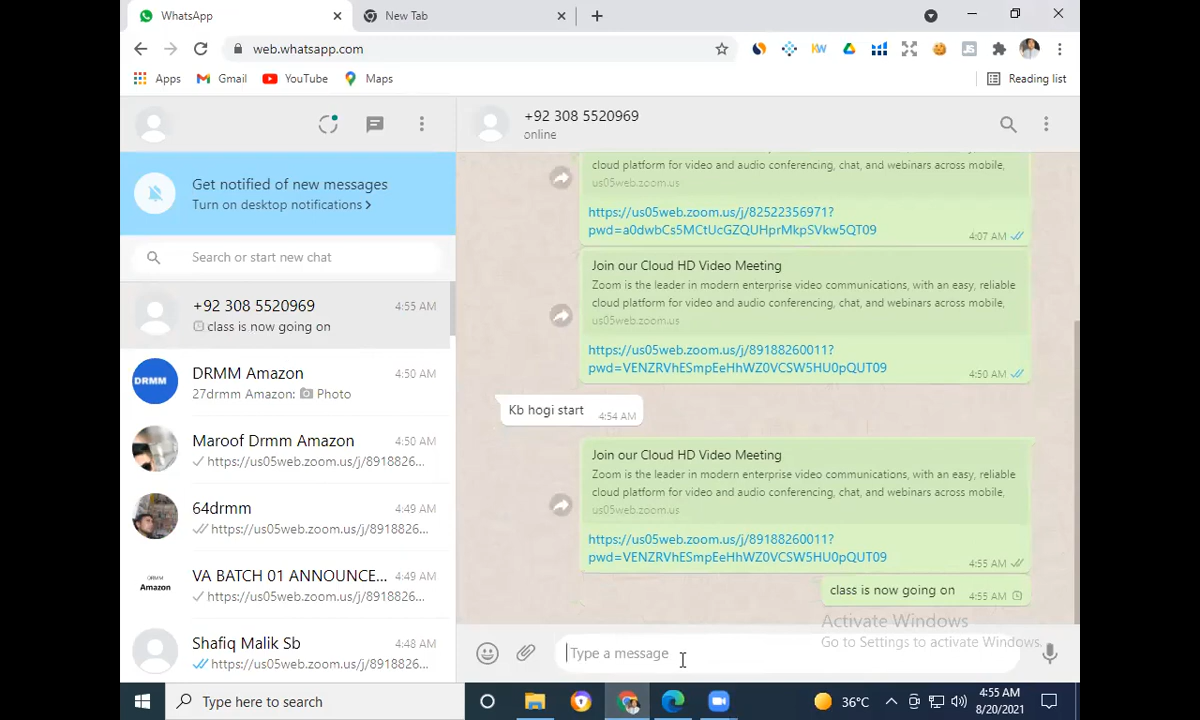 WhatsApp
New Tab
web.whatsapp.com
KW
JS
Apps
Gmail
YouTube
Maps
Reading list
+92 308 5520969
online
Get notified of new messages
Turn on desktop notifications >
Search or start new chat
+92 308 5520969
4:55 AM
class is now going on
DRMM
DRMM Amazon
4:50 AM
27drmm Amazon: Photo
Maroof Drmm Amazon
4:50 AM
https://us05web.zoom.us/j/8918826...
64drmm
4:49 AM
https://us05web.zoom.us/j/8918826...
Amazon
VA BATCH 01 ANNOUNCE...
4:49 AM
https://us05web.zoom.us/j/8918826...
Shafiq Malik Sb
4:48 AM
https://us05web.zoom.us/j/8918826...
cloud platform for video and audio conferencing, chat, and webinars across mobile,
us05web.zoom.us
https://us05web.zoom.us/j/82522356971?
pwd=a0dwbCs5MCtUcGZQUHprMkpSVkw5QT09
4:07 AM
Join our Cloud HD Video Meeting
Zoom is the leader in modern enterprise video communications, with an easy, reliable
cloud platform for video and audio conferencing, chat, and webinars across mobile,
us05web.zoom.us
https://us05web.zoom.us/j/89188260011?
pwd=VENZRVhESmpEeHhWZ0VCSW5HU0pQUT09
4:50 AM
Kb hogi start
4:54 AM
Join our Cloud HD Video Meeting
Zoom is the leader in modern enterprise video communications, with an easy, reliable
cloud platform for video and audio conferencing, chat, and webinars across mobile,
us05web.zoom.us
https://us05web.zoom.us/j/89188260011?
pwd=VENZRVhESmpEeHhWZ0VCSW5HU0pQUT09
4:55 AM
class is now going on
4:55 AM
Activate Windows
Go to Settings to activate Windows.
Type a message
Type here to search
36°C
4:55 AM
8/20/2021